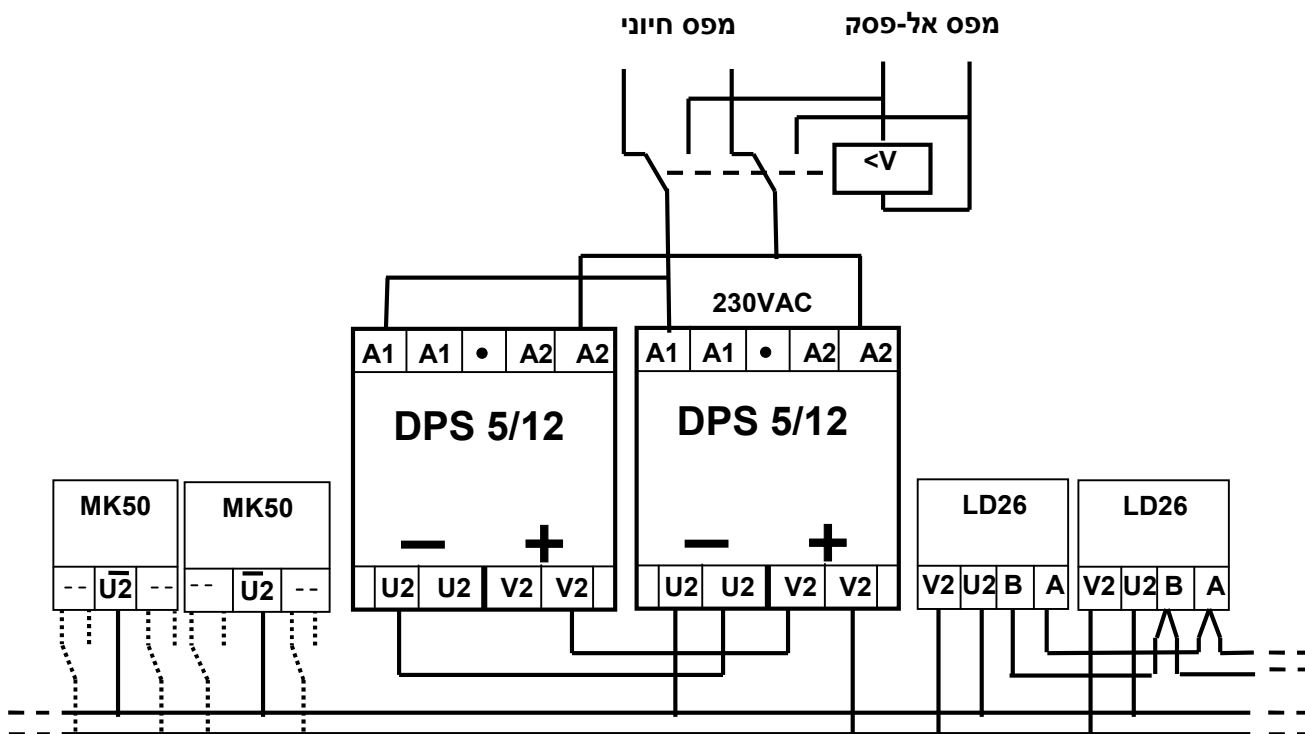 מפס חיוני מפס אל-פסק
<V
230VAC
A1 A1 • A2 A2 A1 A1 • A2 A2
DPS 5/12 DPS 5/12
MK50 MK50 LD26 LD26
− + − +
-- U2 -- -- U2 -- U2 U2 V2 V2 U2 U2 V2 V2 V2 U2 B A V2 U2 B A